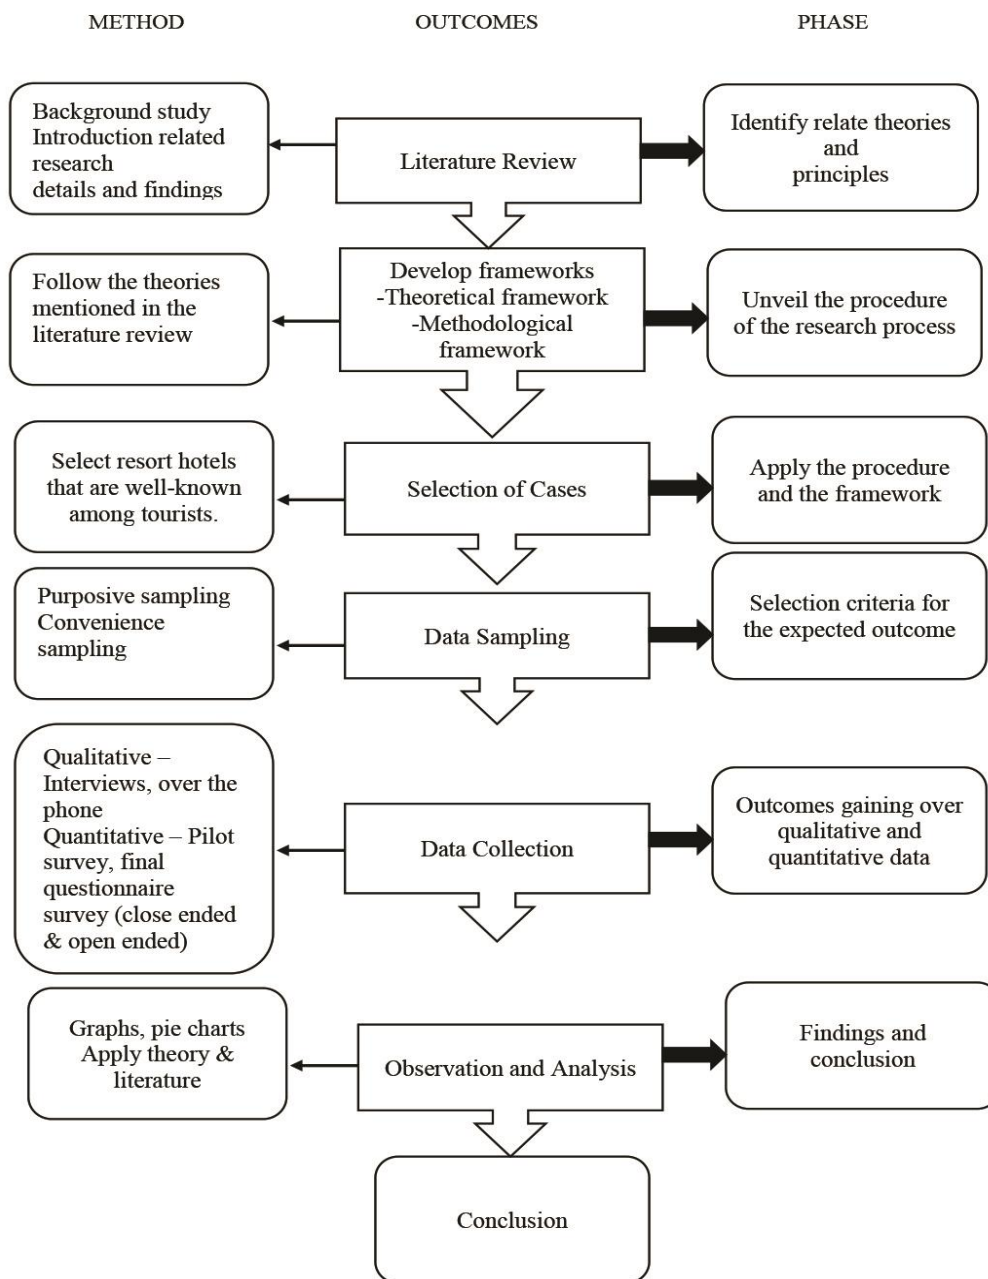 METHOD
OUTCOMES
PHASE
Background study
Introduction related
research
details and findings
Literature Review
Identify relate theories
and
principles
Follow the theories
mentioned in the
literature review
Develop frameworks
-Theoretical framework
-Methodological
framework
Unveil the procedure
of the research process
Select resort hotels
that are well-known
among tourists.
Selection of Cases
Apply the procedure
and the framework
Purposive sampling
Convenience
sampling
Data Sampling
Selection criteria for
the expected outcome
Qualitative –
Interviews, over the
phone
Quantitative – Pilot
survey, final
questionnaire
survey (close ended
& open ended)
Data Collection
Outcomes gaining over
qualitative and
quantitative data
Graphs, pie charts
Apply theory &
literature
Observation and Analysis
Findings and
conclusion
Conclusion